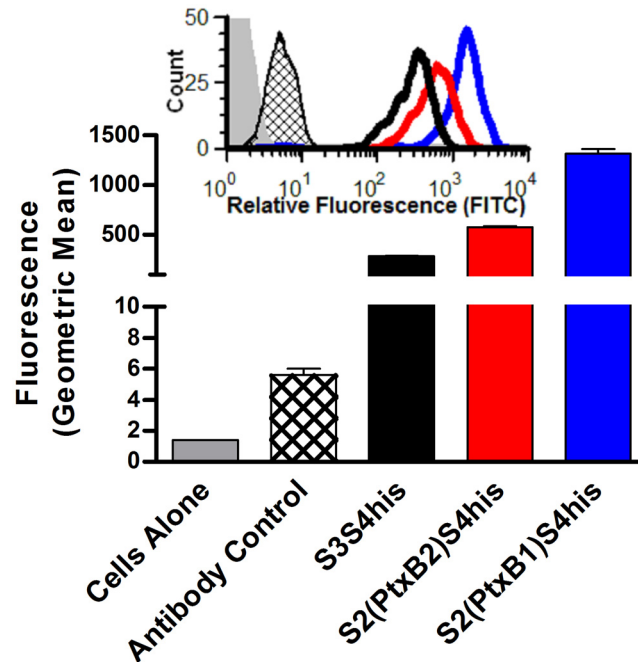 50
25
0
Count
10^0 10^1 10^2 10^3 10^4
Relative Fluorescence (FITC)
1500
1000
500
10
8
6
4
2
0
Fluorescence
(Geometric Mean)
Cells Alone
Antibody Control
S3S4his
S2(PtxB2)S4his
S2(PtxB1)S4his